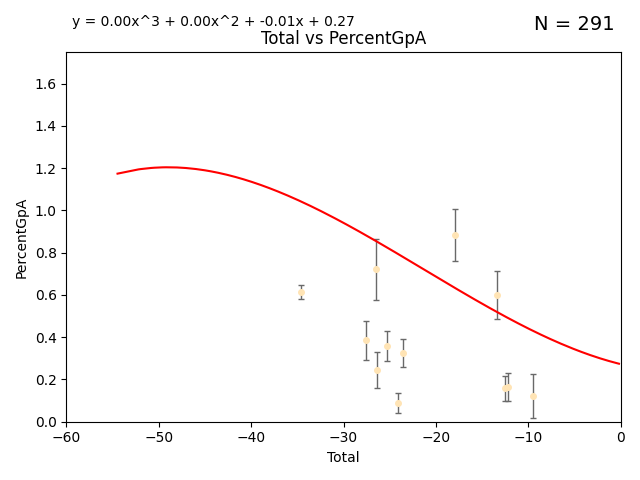 y = 0.00x^3 + 0.00x^2 + -0.01x + 0.27
N = 291
Total vs PercentGpA
1.6
1.4
1.2
1.0
0.8
0.6
0.4
0.2
0.0
PercentGpA
−60 −50 −40 −30 −20 −10 0
Total